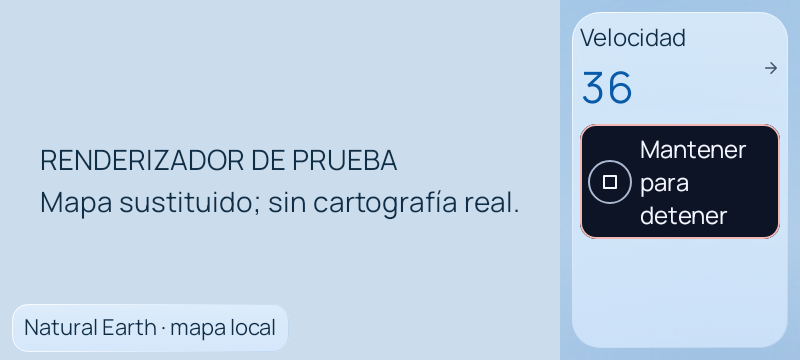 RENDERIZADOR DE PRUEBA
Mapa sustituido; sin cartografía real.
Natural Earth · mapa local
Velocidad
36
Mantener
para
detener